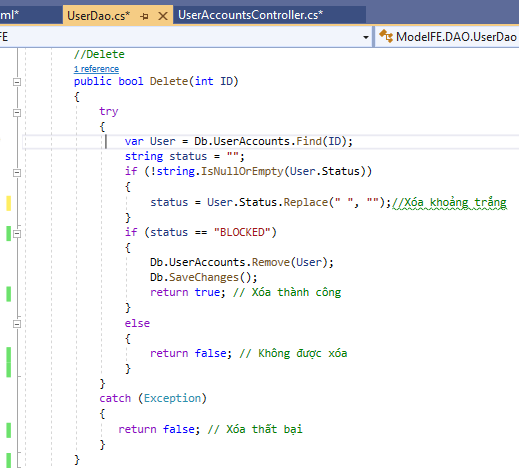 ml*
UserDao.cs*
UserAccountsController.cs*
FE
ModelFE.DAO.UserDao
//Delete
1 reference
public bool Delete(int ID)
{
try
{
var User = Db.UserAccounts.Find(ID);
string status = "";
if (!string.IsNullOrEmpty(User.Status))
{
status = User.Status.Replace(" ", "");//Xóa khoảng trắng
}
if (status == "BLOCKED")
{
Db.UserAccounts.Remove(User);
Db.SaveChanges();
return true; // Xóa thành công
}
else
{
return false; // Không được xóa
}
}
catch (Exception)
{
return false; // Xóa thất bại
}
}